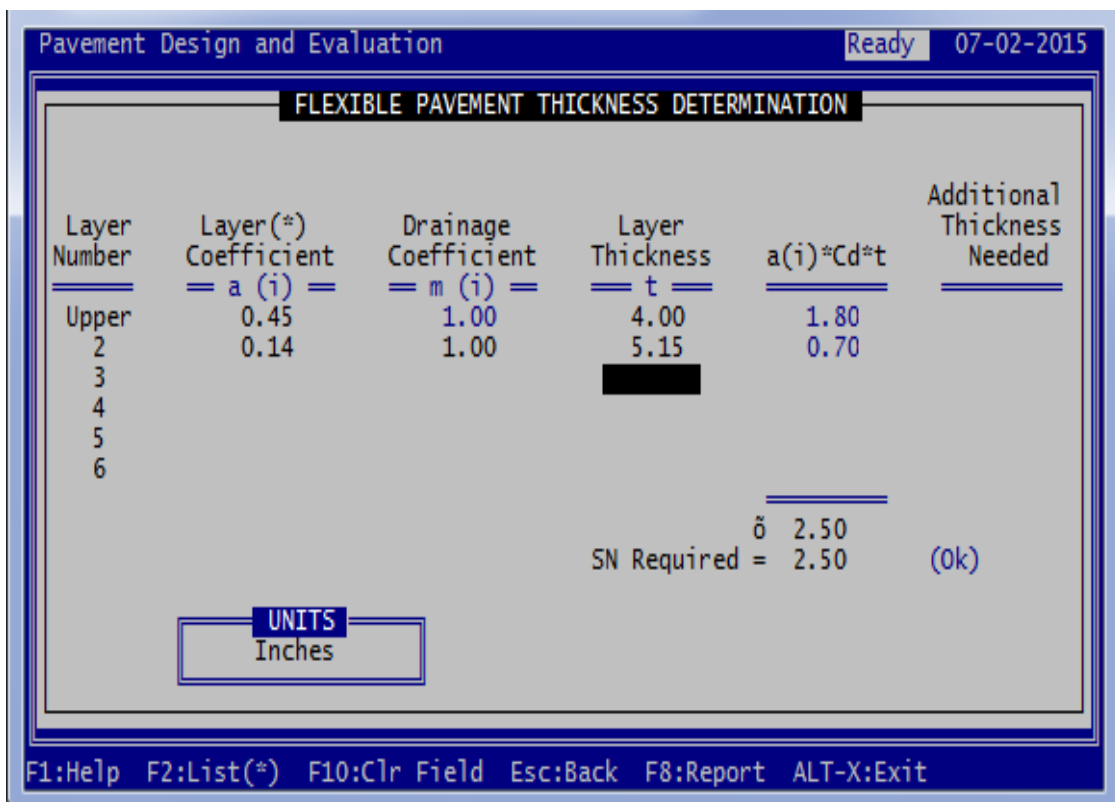 Pavement Design and Evaluation Ready 07-02-2015
FLEXIBLE PAVEMENT THICKNESS DETERMINATION
Additional
Layer Layer(*) Drainage Layer Thickness
Number Coefficient Coefficient Thickness a(i)*Cd*t Needed
a (i) m (i) t
Upper 0.45 1.00 4.00 1.80
2 0.14 1.00 5.15 0.70
3
4
5
6
õ 2.50
SN Required = 2.50 (Ok)
UNITS
Inches
F1:Help F2:List(*) F10:Clr Field Esc:Back F8:Report ALT-X:Exit